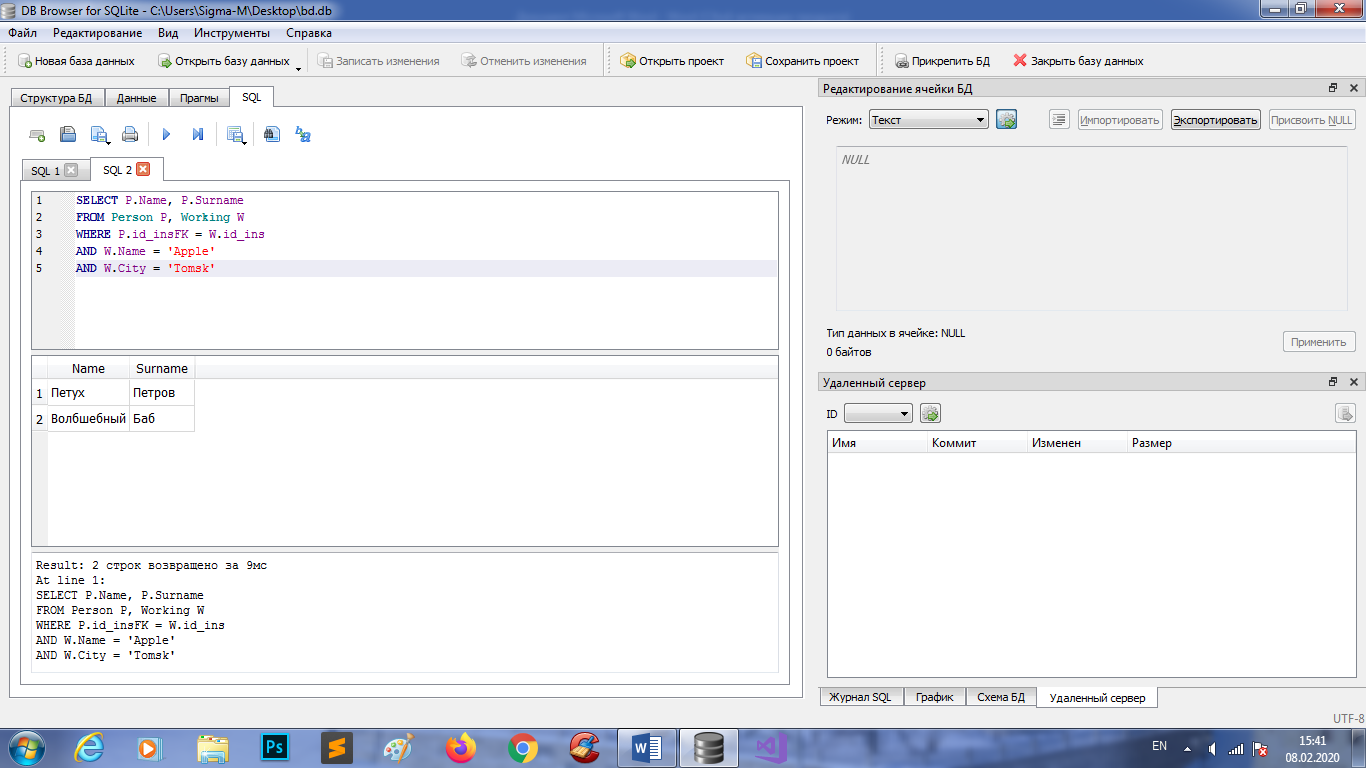 DB Browser for SQLite - C:\Users\Sigma-M\Desktop\bd.db
Файл Редактирование Вид Инструменты Справка
Новая база данных Открыть базу данных Записать изменения Отменить изменения Открыть проект Сохранить проект Прикрепить БД Закрыть базу данных
Структура БД Данные Прагмы SQL
SQL 1 SQL 2
1 SELECT P.Name, P.Surname
2 FROM Person P, Working W
3 WHERE P.id_insFK = W.id_ins
4 AND W.Name = 'Apple'
5 AND W.City = 'Tomsk'
Name Surname
1 Петух Петров
2 Волбшебный Баб
Result: 2 строк возвращено за 9мс
At line 1:
SELECT P.Name, P.Surname
FROM Person P, Working W
WHERE P.id_insFK = W.id_ins
AND W.Name = 'Apple'
AND W.City = 'Tomsk'
Редактирование ячейки БД
Режим: Текст Импортировать Экспортировать Присвоить NULL
NULL
Тип данных в ячейке: NULL
0 байтов
Применить
Удаленный сервер
ID
Имя Коммит Изменен Размер
Журнал SQL График Схема БД Удаленный сервер
UTF-8
Ps
EN
15:41
08.02.2020